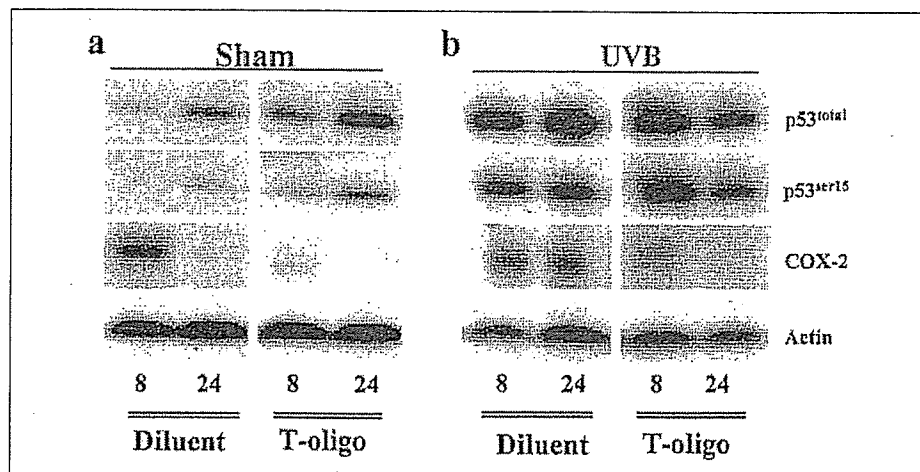 a b
Sham UVB
p53total
p53ser15
COX-2
Actin
8 24 8 24 8 24 8 24
Diluent T-oligo Diluent T-oligo